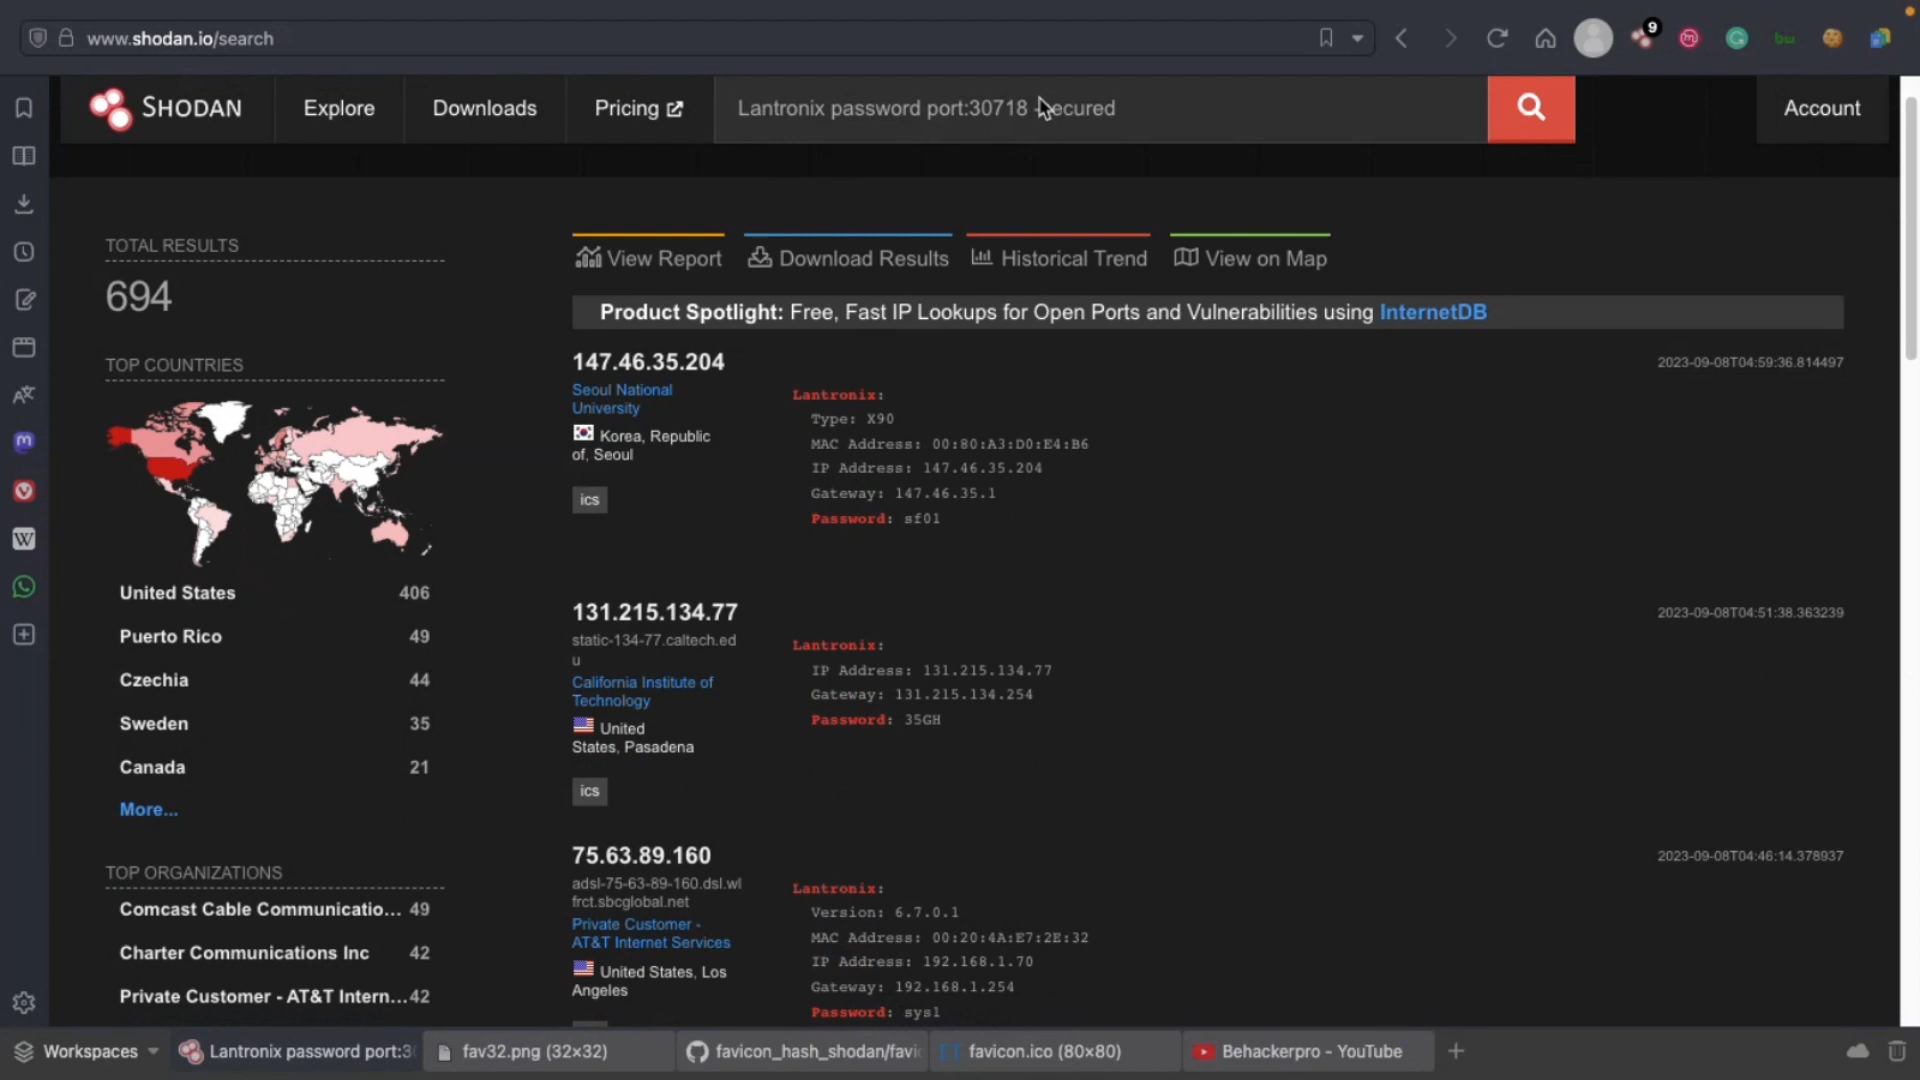 www.shodan.io/search
9
SHODAN
Explore
Downloads
Pricing
Lantronix password port:30718 -secured
Account
TOTAL RESULTS
694
View Report
Download Results
Historical Trend
View on Map
Product Spotlight: Free, Fast IP Lookups for Open Ports and Vulnerabilities using InternetDB
TOP COUNTRIES
United States 406
Puerto Rico 49
Czechia 44
Sweden 35
Canada 21
More...
TOP ORGANIZATIONS
Comcast Cable Communicatio... 49
Charter Communications Inc 42
Private Customer - AT&T Intern... 42
147.46.35.204
2023-09-08T04:59:36.814497
Seoul National
University
Korea, Republic
of, Seoul
ics
Lantronix:
Type: X90
MAC Address: 00:80:A3:D0:E4:B6
IP Address: 147.46.35.204
Gateway: 147.46.35.1
Password: sf01
131.215.134.77
2023-09-08T04:51:38.363239
static-134-77.caltech.ed
u
California Institute of
Technology
United
States, Pasadena
ics
Lantronix:
IP Address: 131.215.134.77
Gateway: 131.215.134.254
Password: 35GH
75.63.89.160
2023-09-08T04:46:14.378937
adsl-75-63-89-160.dsl.wl
frct.sbcglobal.net
Private Customer -
AT&T Internet Services
United States, Los
Angeles
Lantronix:
Version: 6.7.0.1
MAC Address: 00:20:4A:E7:2E:32
IP Address: 192.168.1.70
Gateway: 192.168.1.254
Password: sys1
Workspaces
Lantronix password port:3
fav32.png (32×32)
favicon_hash_shodan/favi
favicon.ico (80×80)
Behackerpro - YouTube